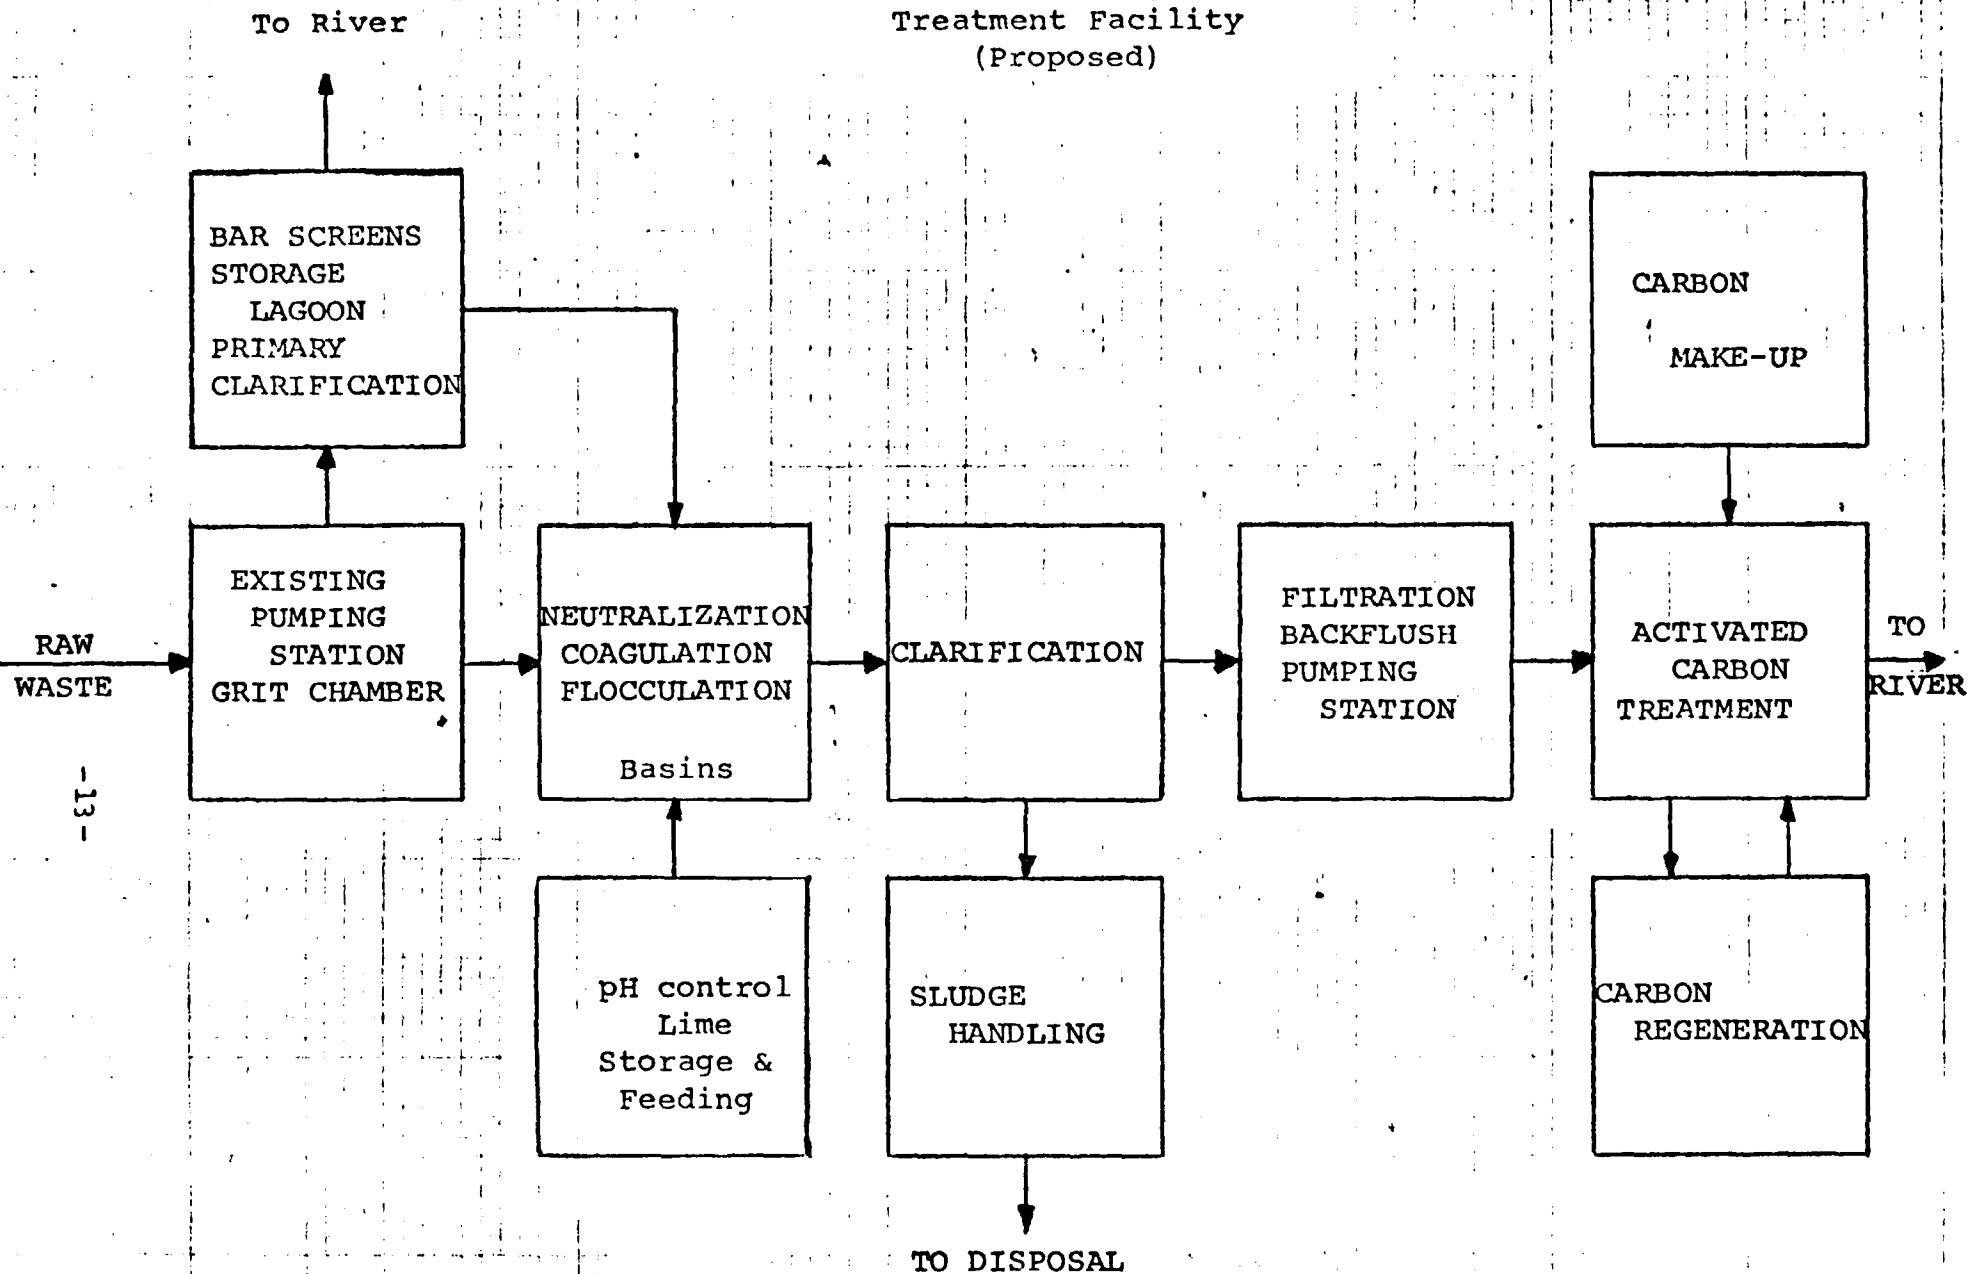 To River
Treatment Facility
(Proposed)
BAR SCREENS
STORAGE
LAGOON
PRIMARY
CLARIFICATION
CARBON
MAKE-UP
RAW
WASTE
EXISTING
PUMPING
STATION
GRIT CHAMBER
NEUTRALIZATION
COAGULATION
FLOCCULATION
Basins
CLARIFICATION
FILTRATION
BACKFLUSH
PUMPING
STATION
ACTIVATED
CARBON
TREATMENT
TO
RIVER
-13-
pH control
Lime
Storage &
Feeding
SLUDGE
HANDLING
CARBON
REGENERATION
TO DISPOSAL